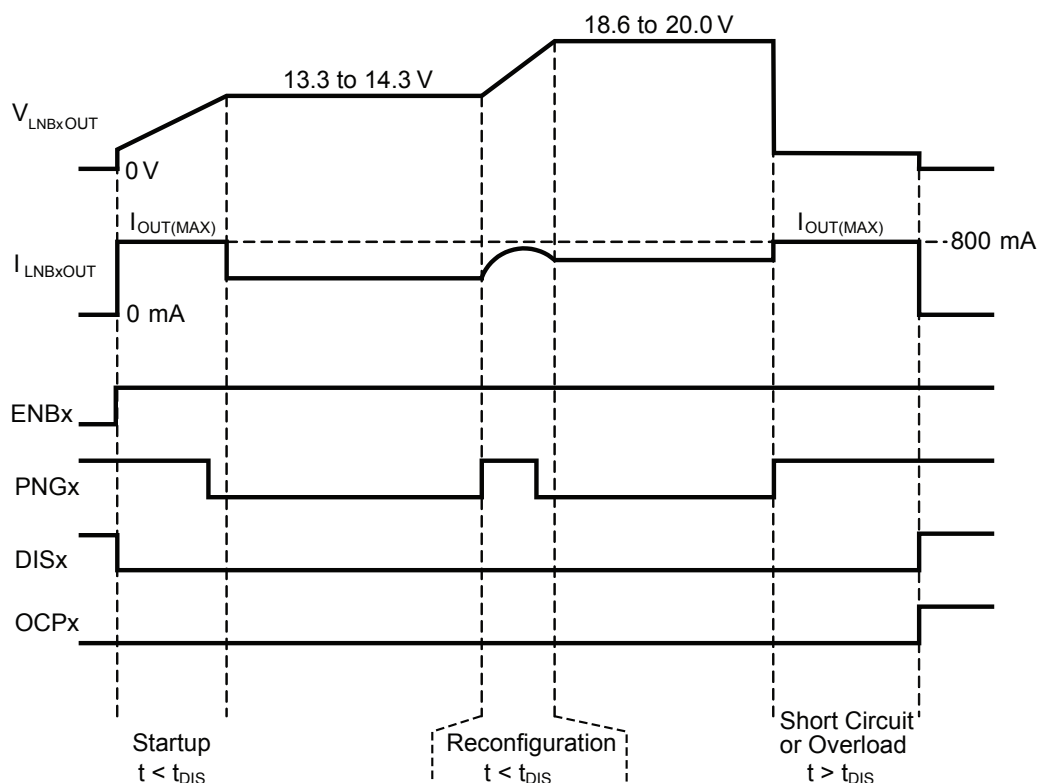 18.6 to 20.0 V
13.3 to 14.3 V
VLNBxOUT
0 V
IOUT(MAX)
IOUT(MAX)
800 mA
ILNBxOUT
0 mA
ENBx
PNGx
DISx
OCPx
Startup
t < tDIS
Reconfiguration
t < tDIS
Short Circuit
or Overload
t > tDIS